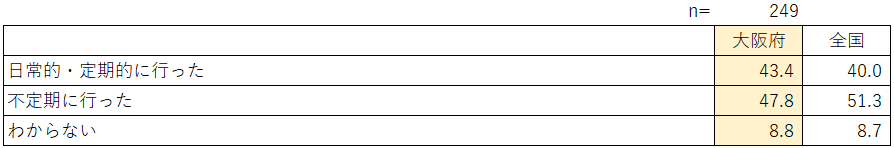 n= 249
大阪府 全国
日常的・定期的に行った 43.4 40.0
不定期に行った 47.8 51.3
わからない 8.8 8.7